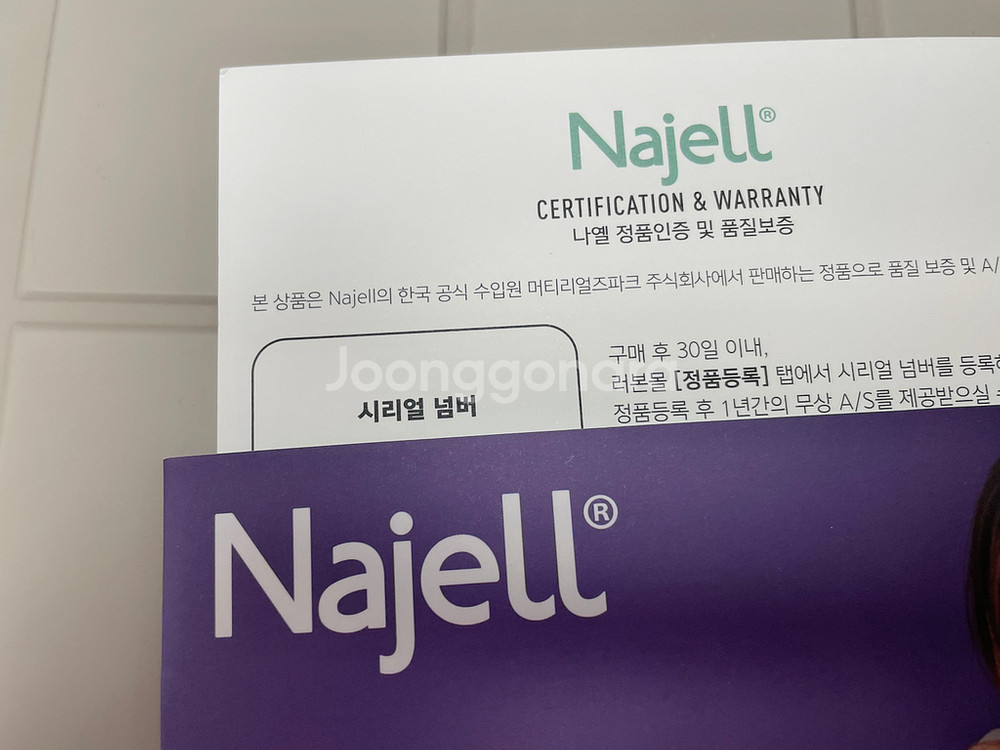 Najell®
CERTIFICATION & WARRANTY
나옐 정품인증 및 품질보증
본 상품은 Najell의 한국 공식 수입원 머티리얼즈파크 주식회사에서 판매하는 정품으로 품질 보증 및 A/
구매 후 30일 이내,
러본몰 [정품등록] 탭에서 시리얼 넘버를 등록
정품등록 후 1년간의 무상 A/S를 제공받으실
Joonggonara
시리얼 넘버
Najell®